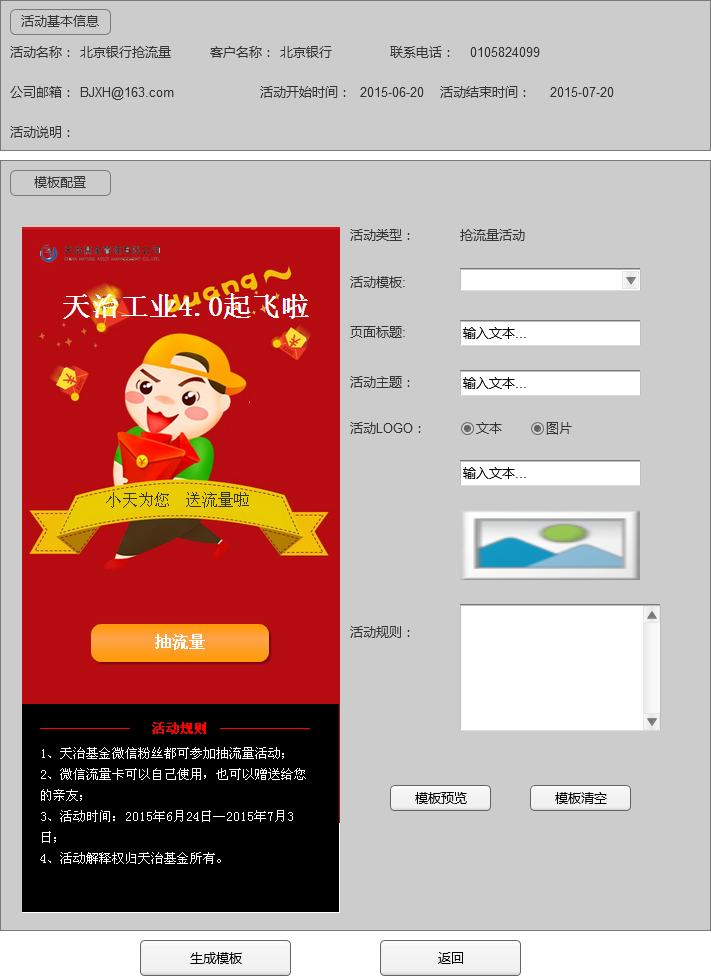 活动基本信息
活动名称： 北京银行抢流量 客户名称： 北京银行 联系电话： 0105824099
公司邮箱： BJXH@163.com 活动开始时间： 2015-06-20 活动结束时间： 2015-07-20
活动说明：
模板配置
duang～
天治工业4.0起飞啦
小天为您 送流量啦
抽流量
活动规则
1、天治基金微信粉丝都可参加抽流量活动；
2、微信流量卡可以自己使用，也可以赠送给您
的亲友；
3、活动时间：2015年6月24日—2015年7月3
日；
4、活动解释权归天治基金所有。
活动类型： 抢流量活动
活动模板:
页面标题: 输入文本...
活动主题： 输入文本...
活动LOGO： 文本 图片
输入文本...
活动规则：
模板预览 模板清空
生成模板 返回